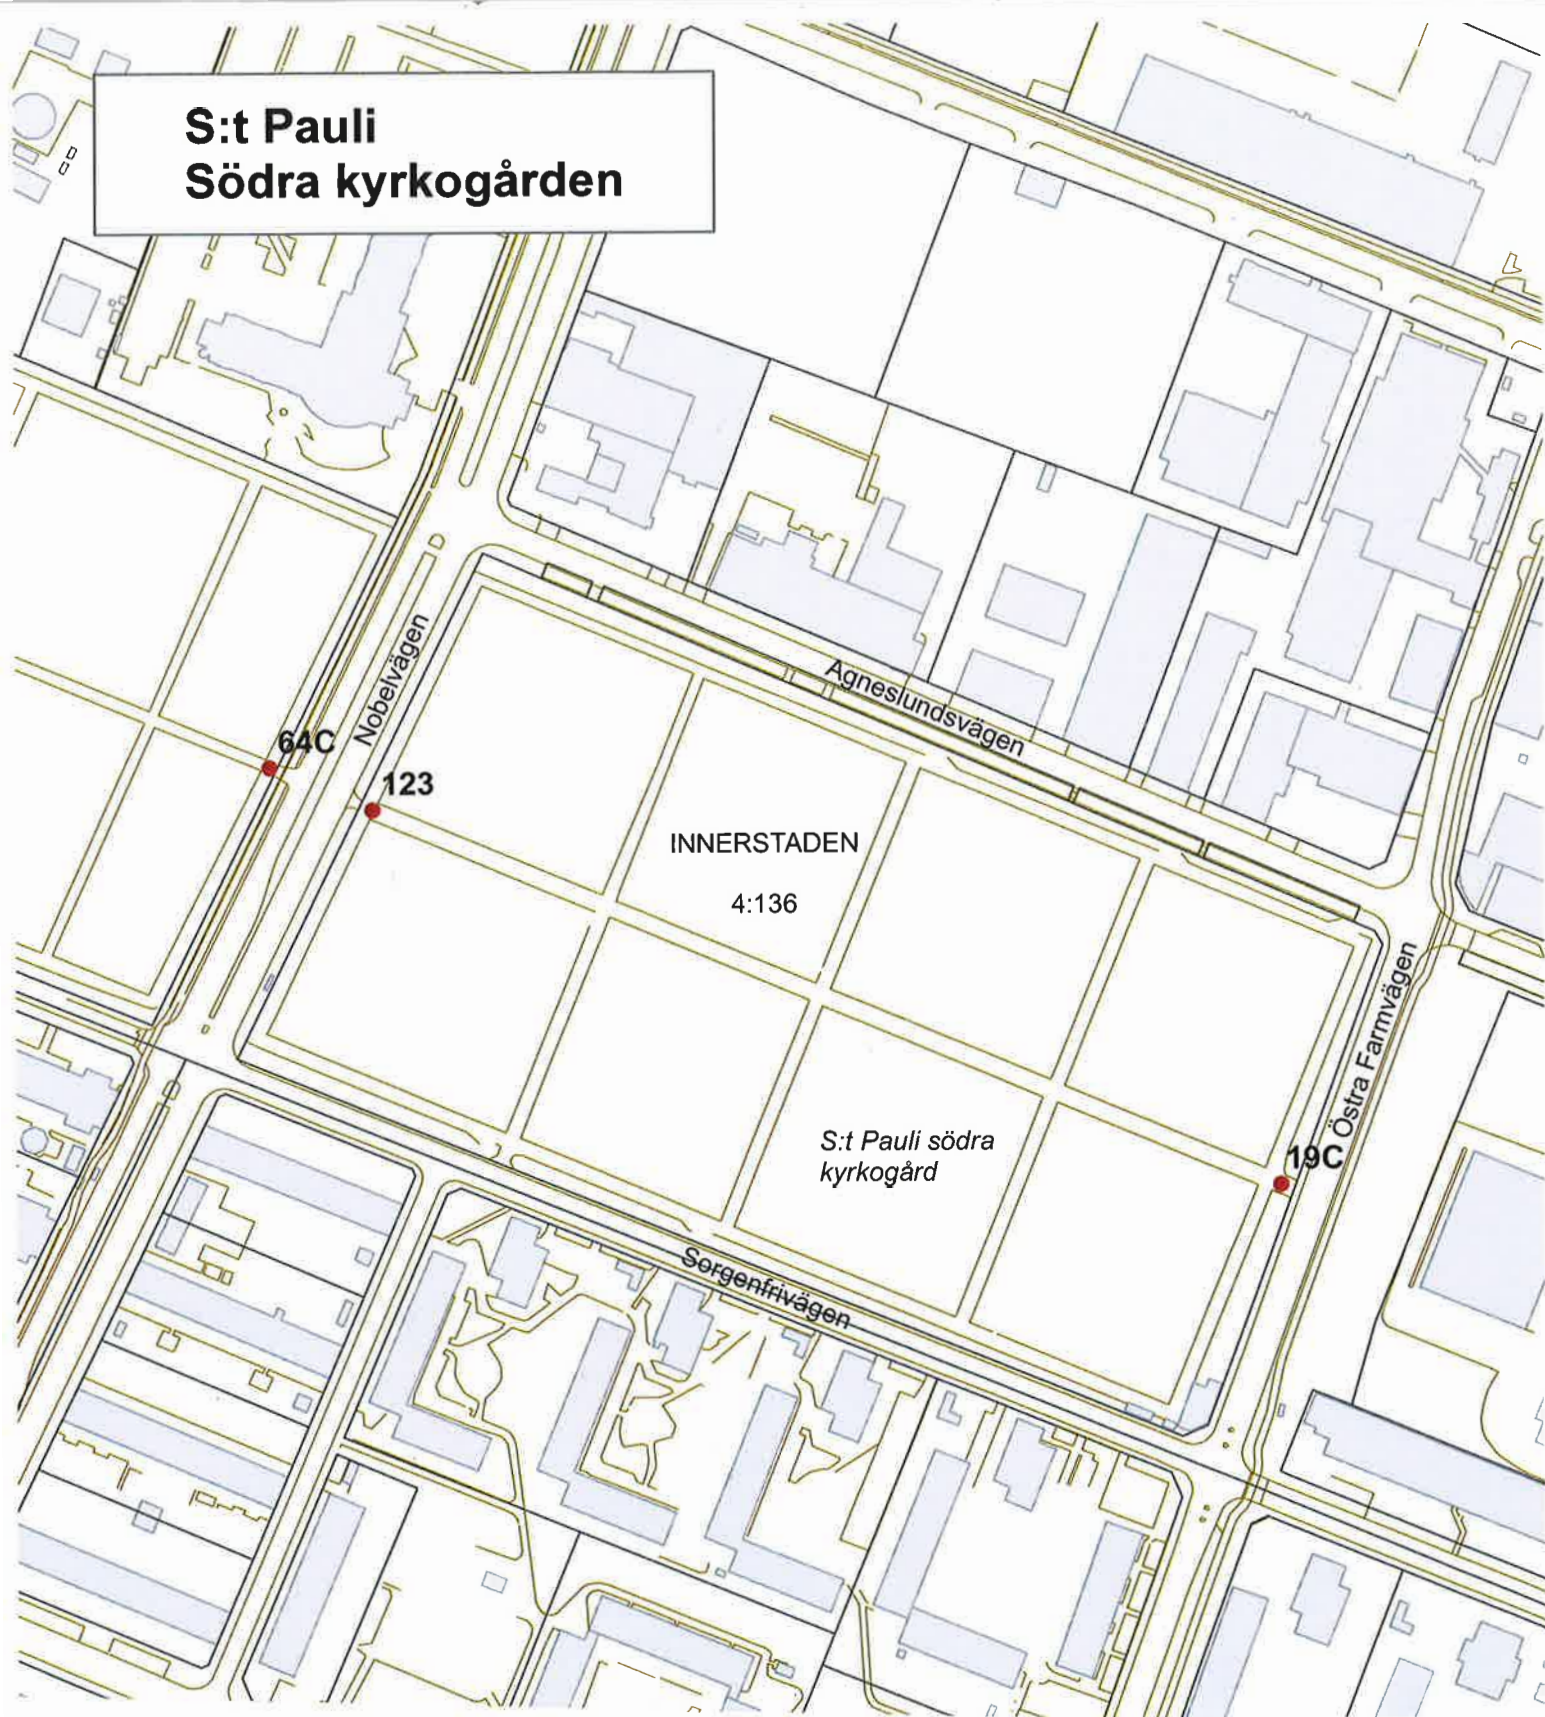 S:t Pauli
Södra kyrkogården
Nobelvägen
64C
123
Agneslundsvägen
INNERSTADEN
4:136
Östra Farmvägen
S:t Pauli södra
kyrkogård
19C
Sorgenfrivägen